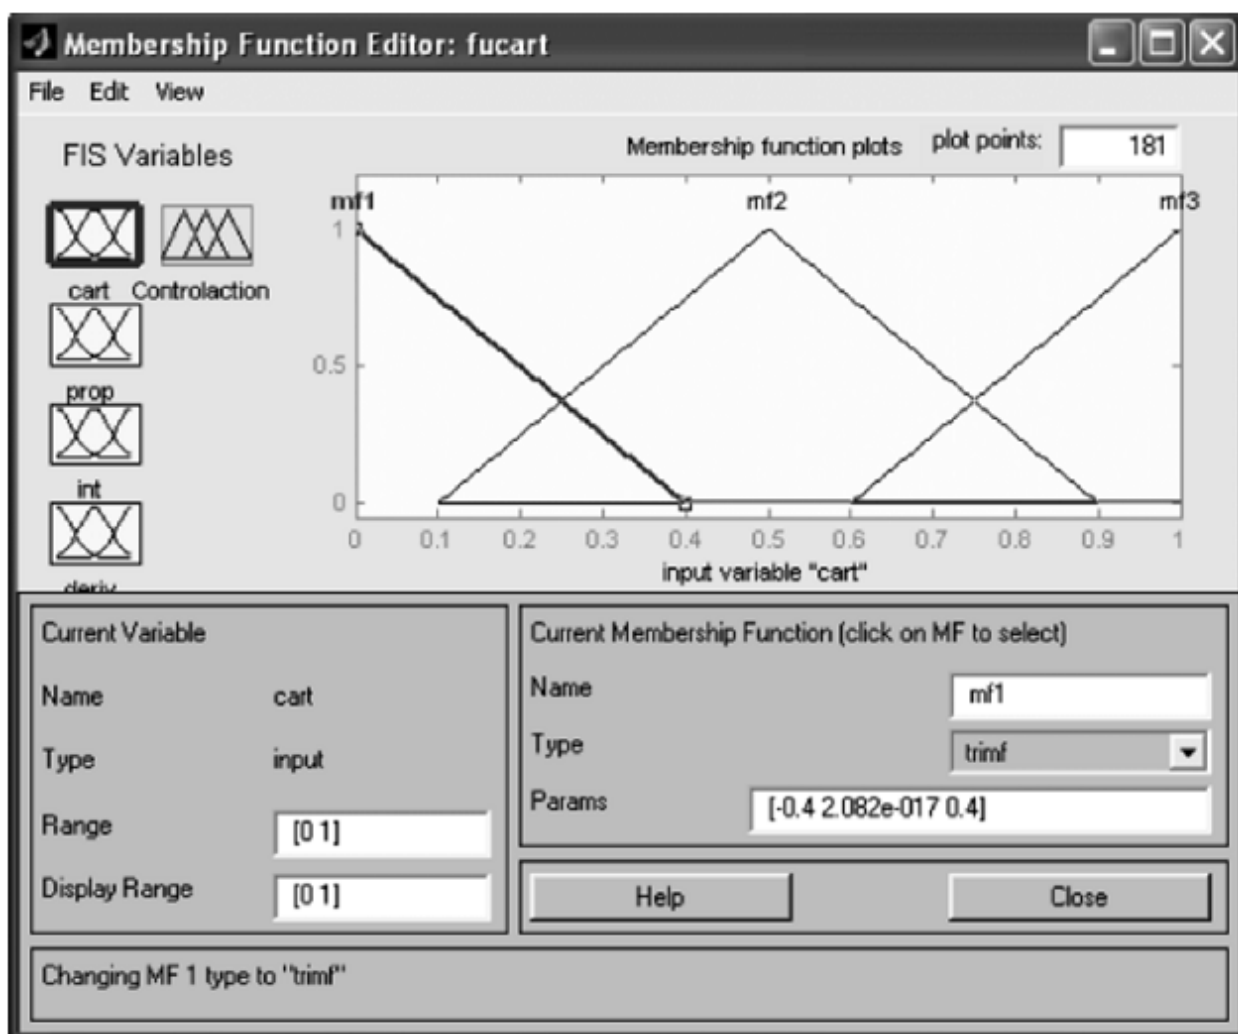 Membership Function Editor: fucart
File Edit View
FIS Variables
Membership function plots plot points: 181
mf1 mf2 mf3
1
0.5
0
0 0.1 0.2 0.3 0.4 0.5 0.6 0.7 0.8 0.9 1
input variable "cart"
cart Controlaction
prop
int
deriv
Current Variable
Name cart
Type input
Range [0 1]
Display Range [0 1]
Current Membership Function (click on MF to select)
Name mf1
Type trimf
Params [-0.4 2.082e-017 0.4]
Help Close
Changing MF 1 type to "trimf"